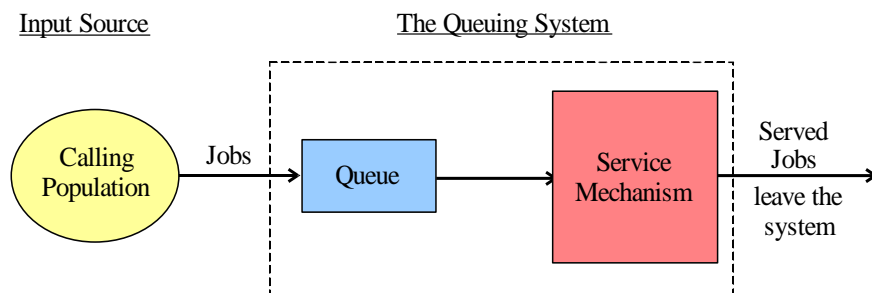 Input Source
The Queuing System
Calling
Population
Jobs
Queue
Service
Mechanism
Served
Jobs
leave the
system